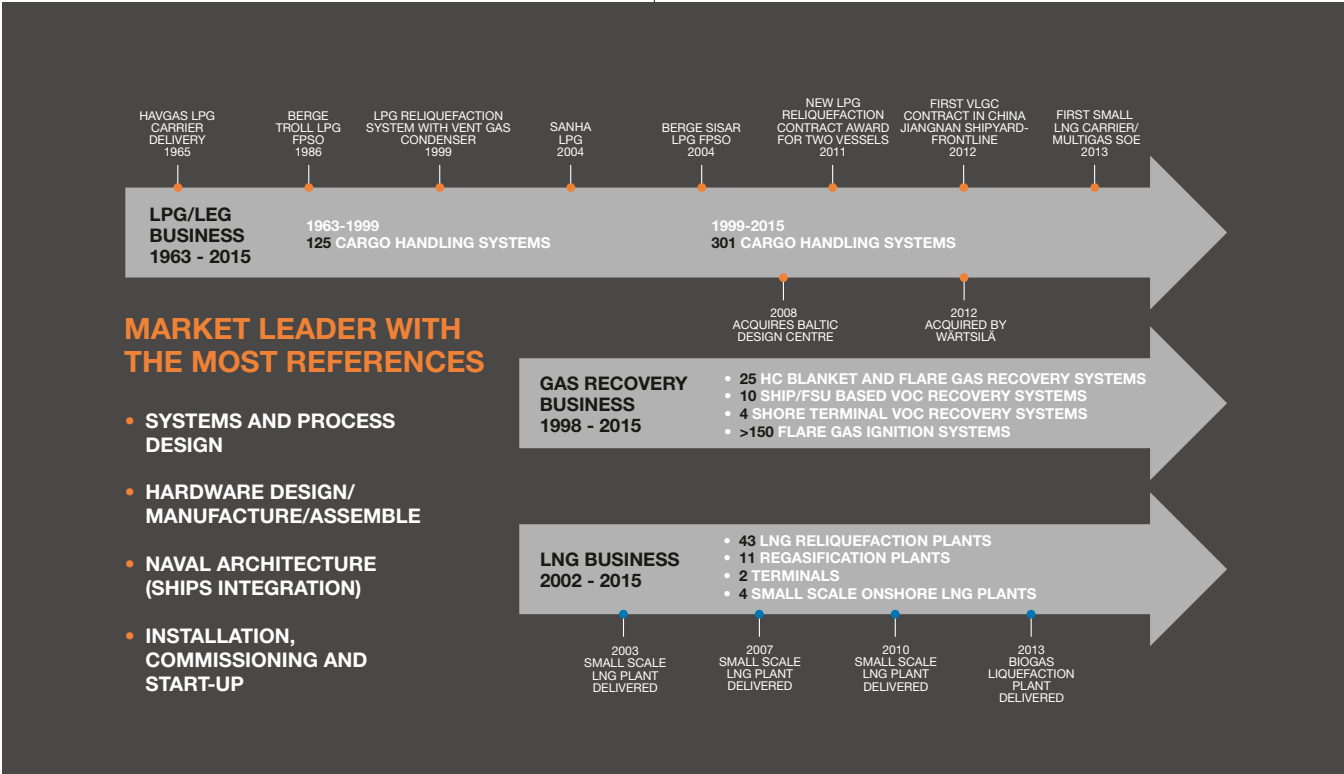 HAVGAS LPG
CARRIER
DELIVERY
1965
BERGE
TROLL LPG
FPSO
1986
LPG RELIQUEFACTION
SYSTEM WITH VENT GAS
CONDENSER
1999
SANHA
LPG
2004
BERGE SISAR
LPG FPSO
2004
NEW LPG
RELIQUEFACTION
CONTRACT AWARD
FOR TWO VESSELS
2011
FIRST VLGC
CONTRACT IN CHINA
JIANGNAN SHIPYARD-
FRONTLINE
2012
FIRST SMALL
LNG CARRIER/
MULTIGAS SOE
2013
LPG/LEG
BUSINESS
1963 - 2015
1963-1999
125 CARGO HANDLING SYSTEMS
1999-2015
301 CARGO HANDLING SYSTEMS
2008
ACQUIRES BALTIC
DESIGN CENTRE
2012
ACQUIRED BY
WÄRTSILÄ
MARKET LEADER WITH
THE MOST REFERENCES
• SYSTEMS AND PROCESS
DESIGN
• HARDWARE DESIGN/
MANUFACTURE/ASSEMBLE
• NAVAL ARCHITECTURE
(SHIPS INTEGRATION)
• INSTALLATION,
COMMISSIONING AND
START-UP
GAS RECOVERY
BUSINESS
1998 - 2015
• 25 HC BLANKET AND FLARE GAS RECOVERY SYSTEMS
• 10 SHIP/FSU BASED VOC RECOVERY SYSTEMS
• 4 SHORE TERMINAL VOC RECOVERY SYSTEMS
• >150 FLARE GAS IGNITION SYSTEMS
LNG BUSINESS
2002 - 2015
• 43 LNG RELIQUEFACTION PLANTS
• 11 REGASIFICATION PLANTS
• 2 TERMINALS
• 4 SMALL SCALE ONSHORE LNG PLANTS
2003
SMALL SCALE
LNG PLANT
DELIVERED
2007
SMALL SCALE
LNG PLANT
DELIVERED
2010
SMALL SCALE
LNG PLANT
DELIVERED
2013
BIOGAS
LIQUEFACTION
PLANT
DELIVERED